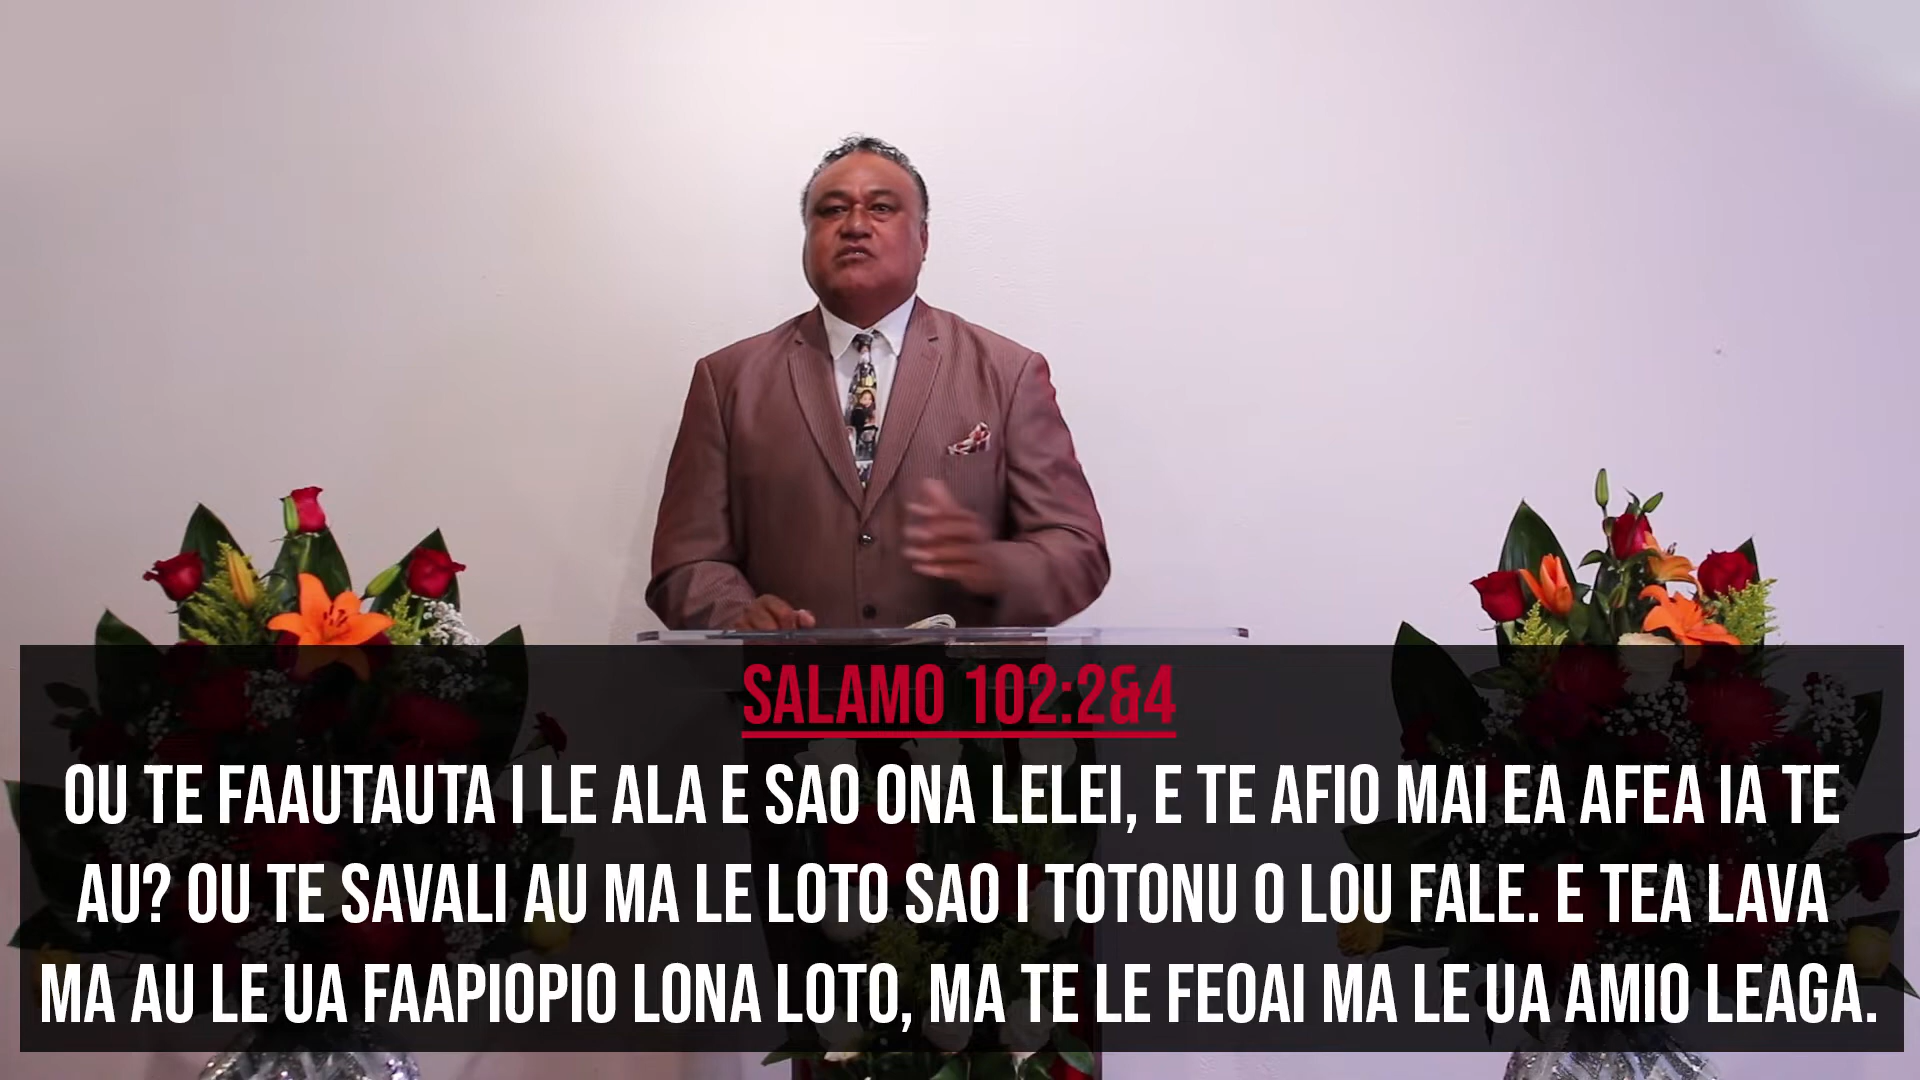 SALAMO 102:2&4
OU TE FAAUTAUTA I LE ALA E SAO ONA LELEI, E TE AFIO MAI EA AFEA IA TE
AU? OU TE SAVALI AU MA LE LOTO SAO I TOTONU O LOU FALE. E TEA LAVA
MA AU LE UA FAAPIOPIO LONA LOTO, MA TE LE FEOAI MA LE UA AMIO LEAGA.